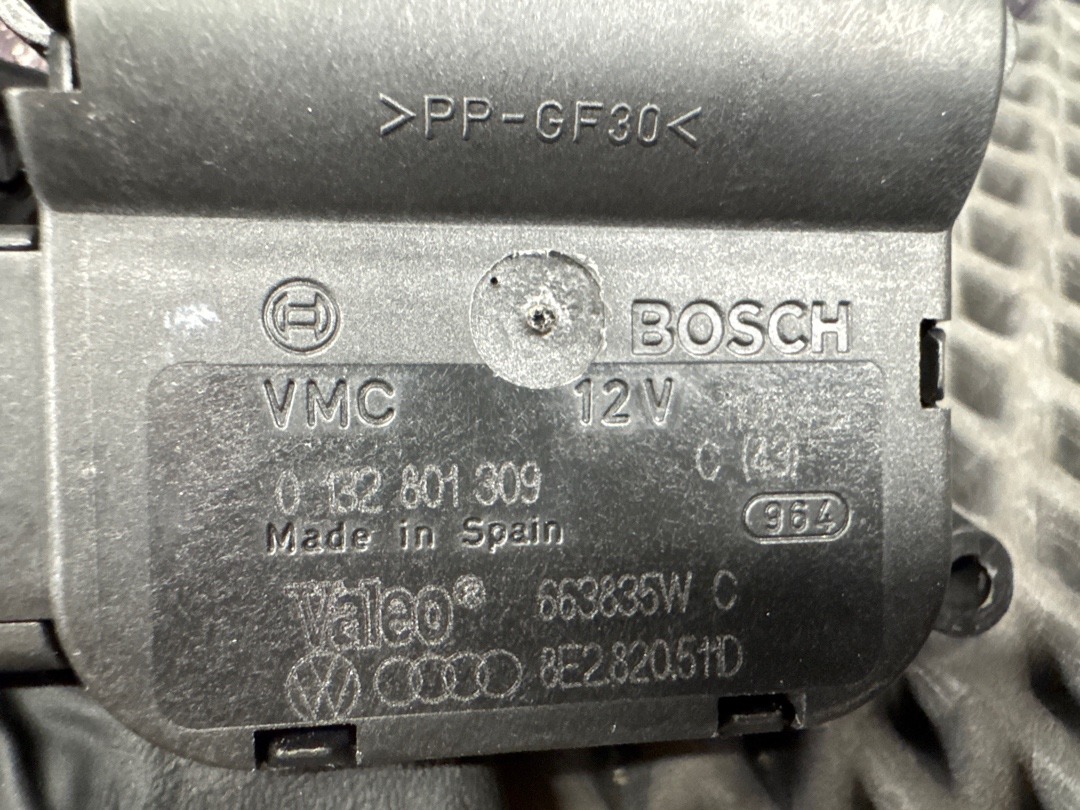 >PP-GF30<
BOSCH
VMC 12V
C (43)
0 132 801 309
964
Made in Spain
Valeo® 663835W C
8E2.820.511D